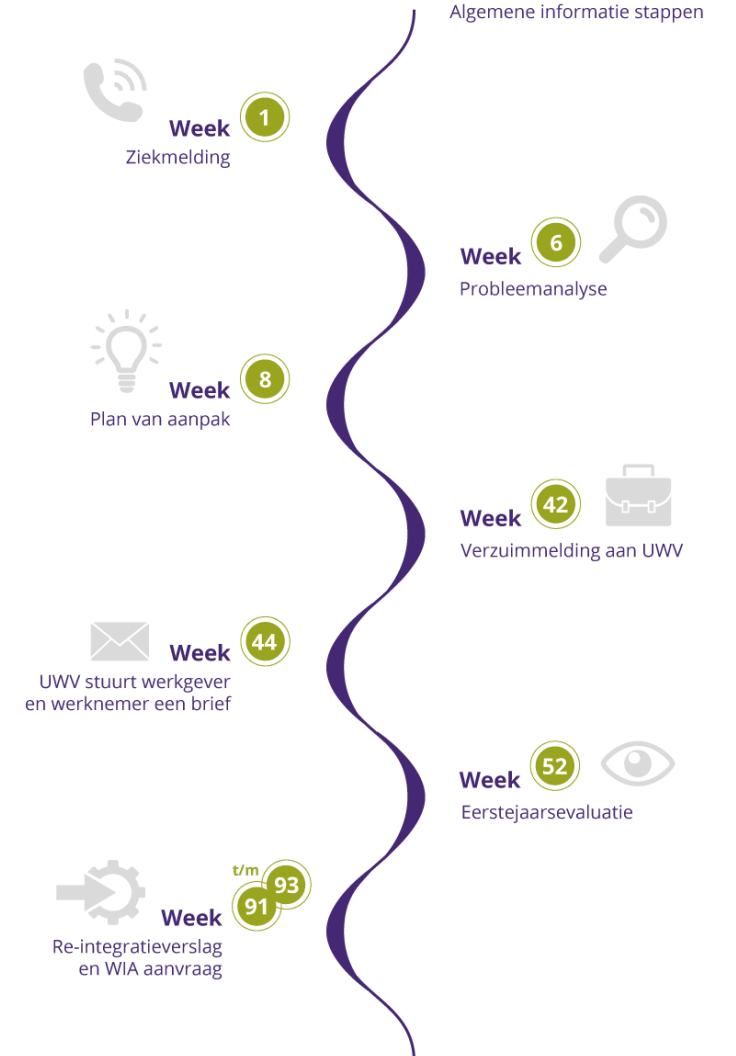 Algemene informatie stappen
Week 1
Ziekmelding
Week 6
Probleemanalyse
Week 8
Plan van aanpak
Week 42
Verzuimmelding aan UWV
Week 44
UWV stuurt werkgever
en werknemer een brief
Week 52
Eerstejaarsevaluatie
Week 91 t/m 93
Re-integratieverslag
en WIA aanvraag